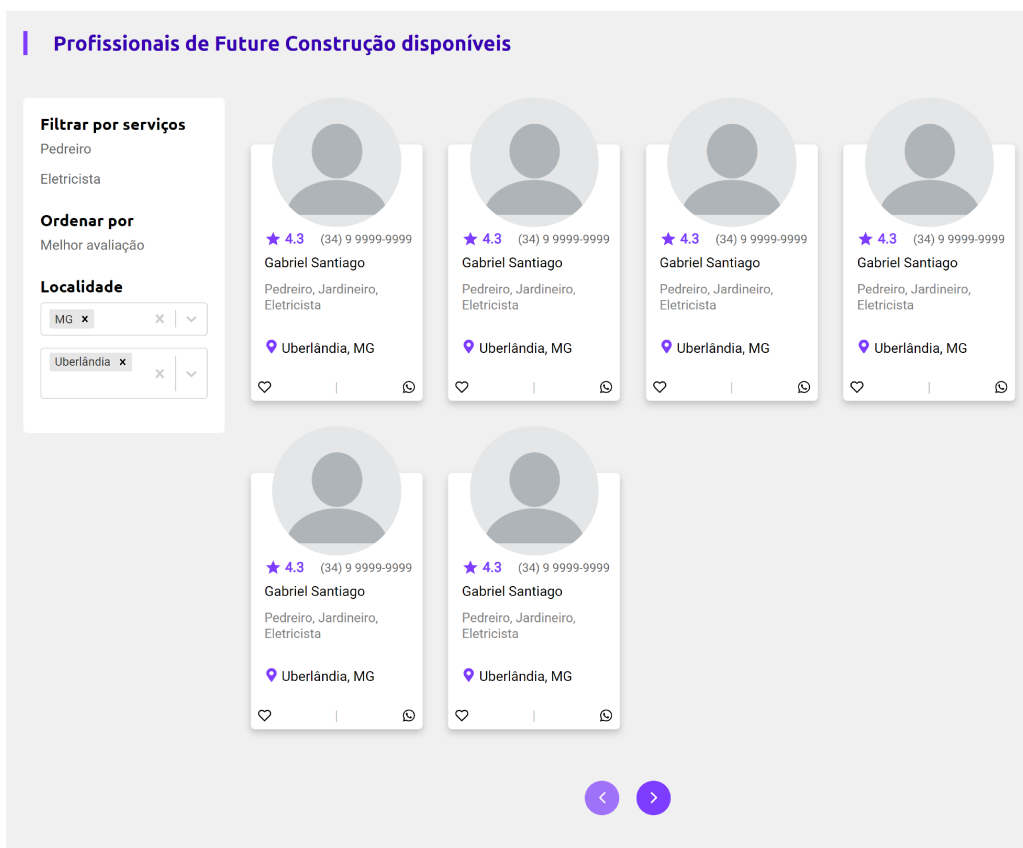 Profissionais de Future Construção disponíveis
Filtrar por serviços
Pedreiro
Eletricista
Ordenar por
Melhor avaliação
Localidade
MG
Uberlândia
4.3 (34) 9 9999-9999
Gabriel Santiago
Pedreiro, Jardineiro,
Eletricista
Uberlândia, MG
4.3 (34) 9 9999-9999
Gabriel Santiago
Pedreiro, Jardineiro,
Eletricista
Uberlândia, MG
4.3 (34) 9 9999-9999
Gabriel Santiago
Pedreiro, Jardineiro,
Eletricista
Uberlândia, MG
4.3 (34) 9 9999-9999
Gabriel Santiago
Pedreiro, Jardineiro,
Eletricista
Uberlândia, MG
4.3 (34) 9 9999-9999
Gabriel Santiago
Pedreiro, Jardineiro,
Eletricista
Uberlândia, MG
4.3 (34) 9 9999-9999
Gabriel Santiago
Pedreiro, Jardineiro,
Eletricista
Uberlândia, MG